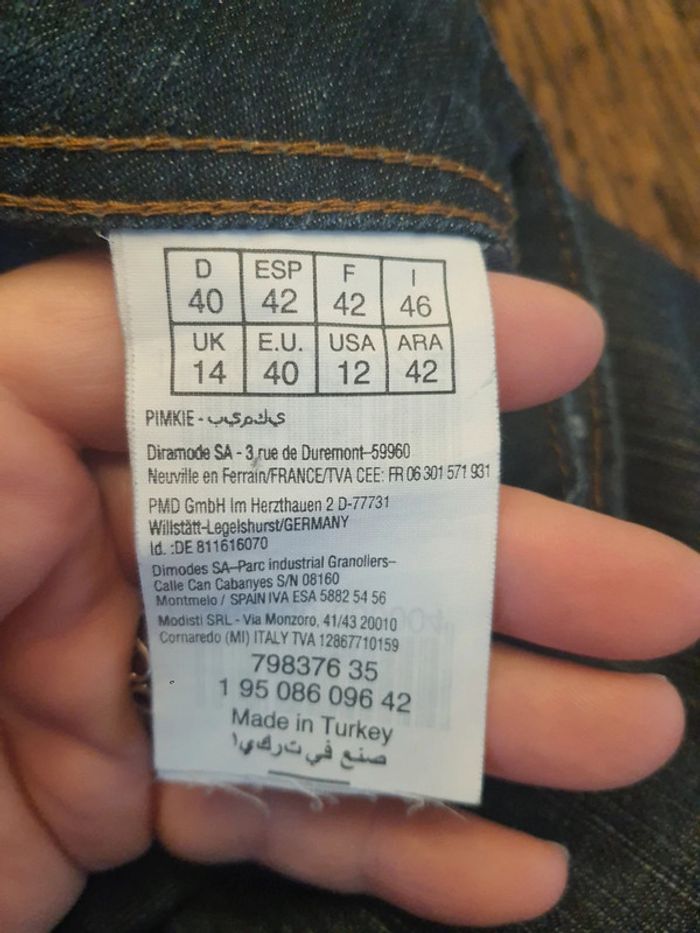 D ESP F I
40 42 42 46
UK E.U. USA ARA
14 40 12 42
PIMKIE - يكميب
Diramode SA - 3,rue de Duremont-59960
Neuville en Ferrain/FRANCE/TVA CEE: FR 06 301 571 931
PMD GmbH Im Herzthauen 2 D-77731
Willstätt-Legelshurst/GERMANY
Id. :DE 811616070
Dimodes SA-Parc industrial Granollers-
Calle Can Cabanyes S/N 08160
Montmelo / SPAIN IVA ESA 5882 54 56
Modisti SRL - Via Monzoro, 41/43 20010
Cornaredo (MI) ITALY TVA 12867710159
798376 35
1 95 086 096 42
Made in Turkey
صنع في تركيا